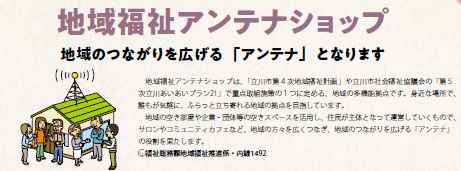 地域福祉アンテナショップ
地域のつながりを広げる「アンテナ」となります
地域福祉アンテナショップは、「立川市第4次地域福祉計画」や立川市社会福祉協議会の「第5
次立川あいあいプラン21」で重点取組施策の1つに定める、地域の多機能拠点です。身近な場所で、
誰もが気軽に、ふらっと立ち寄れる地域の拠点を目指しています。
地域の空き部屋や企業・団体等の空きスペースを活用し、住民が主体となって運営していくもので、
サロンやコミュニティカフェなど、地域の方々を広くつなぎ、地域のつながりを広げる「アンテナ」
の役割を果たします。
福祉総務課地域福祉推進係・内線1492